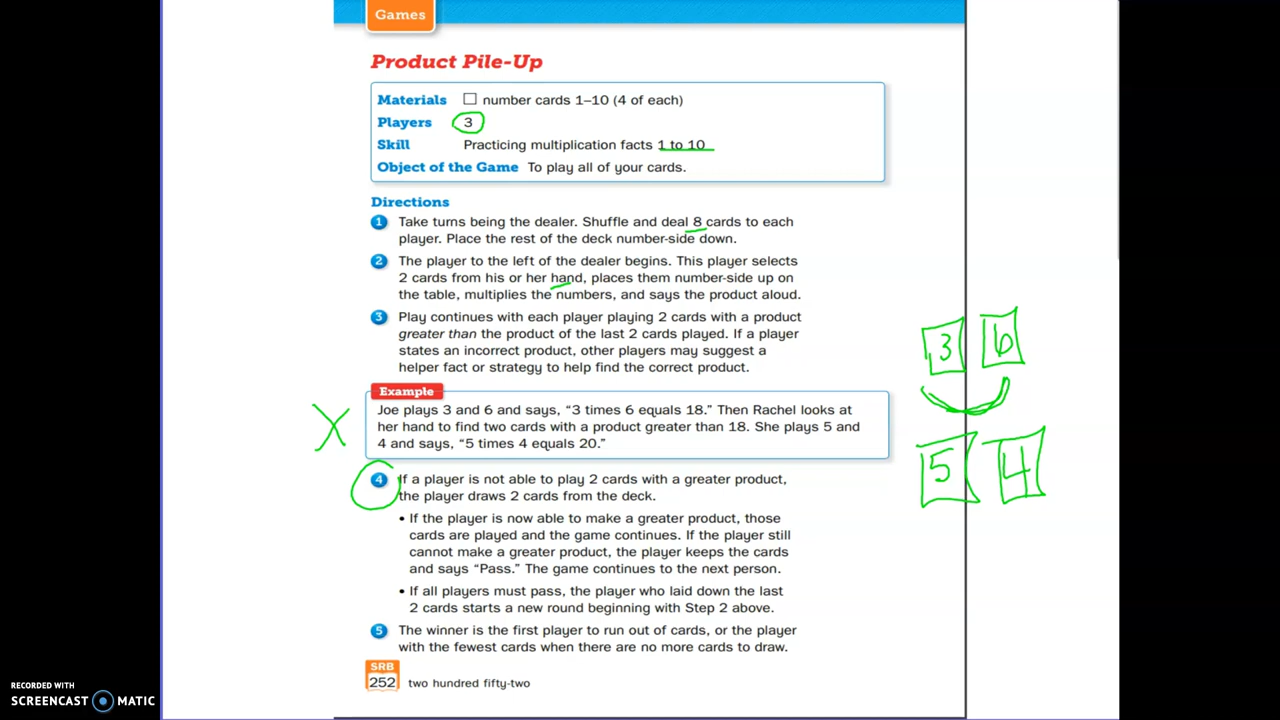 Games
Product Pile-Up
Materials □ number cards 1–10 (4 of each)
Players 3
Skill Practicing multiplication facts 1 to 10
Object of the Game To play all of your cards.
Directions
1 Take turns being the dealer. Shuffle and deal 8 cards to each
player. Place the rest of the deck number-side down.
2 The player to the left of the dealer begins. This player selects
2 cards from his or her hand, places them number-side up on
the table, multiplies the numbers, and says the product aloud.
3 Play continues with each player playing 2 cards with a product
greater than the product of the last 2 cards played. If a player
states an incorrect product, other players may suggest a
helper fact or strategy to help find the correct product.
3 6
Example
Joe plays 3 and 6 and says, “3 times 6 equals 18.” Then Rachel looks at
her hand to find two cards with a product greater than 18. She plays 5 and
4 and says, “5 times 4 equals 20.”
X
5 4
4 If a player is not able to play 2 cards with a greater product,
the player draws 2 cards from the deck.
• If the player is now able to make a greater product, those
cards are played and the game continues. If the player still
cannot make a greater product, the player keeps the cards
and says “Pass.” The game continues to the next person.
• If all players must pass, the player who laid down the last
2 cards starts a new round beginning with Step 2 above.
5 The winner is the first player to run out of cards, or the player
with the fewest cards when there are no more cards to draw.
SRB
252 two hundred fifty-two
RECORDED WITH
SCREENCAST MATIC